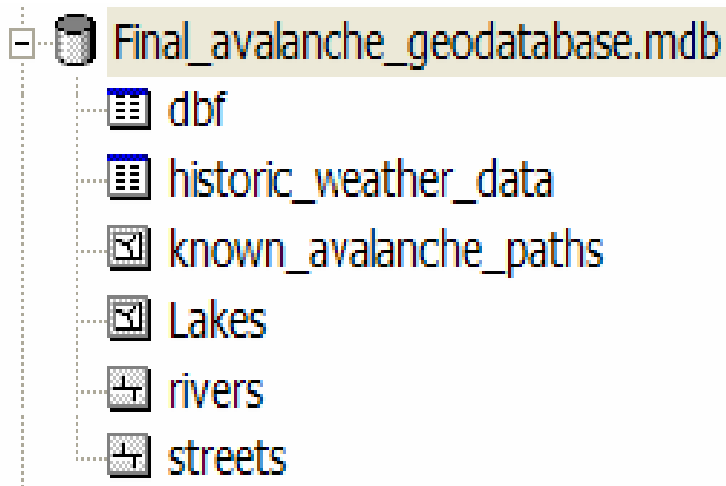 Final_avalanche_geodatabase.mdb
dbf
historic_weather_data
known_avalanche_paths
Lakes
rivers
streets